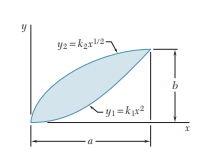 y
y₂ = k₂x¹/²
b
y₁ = k₁x²
x
a